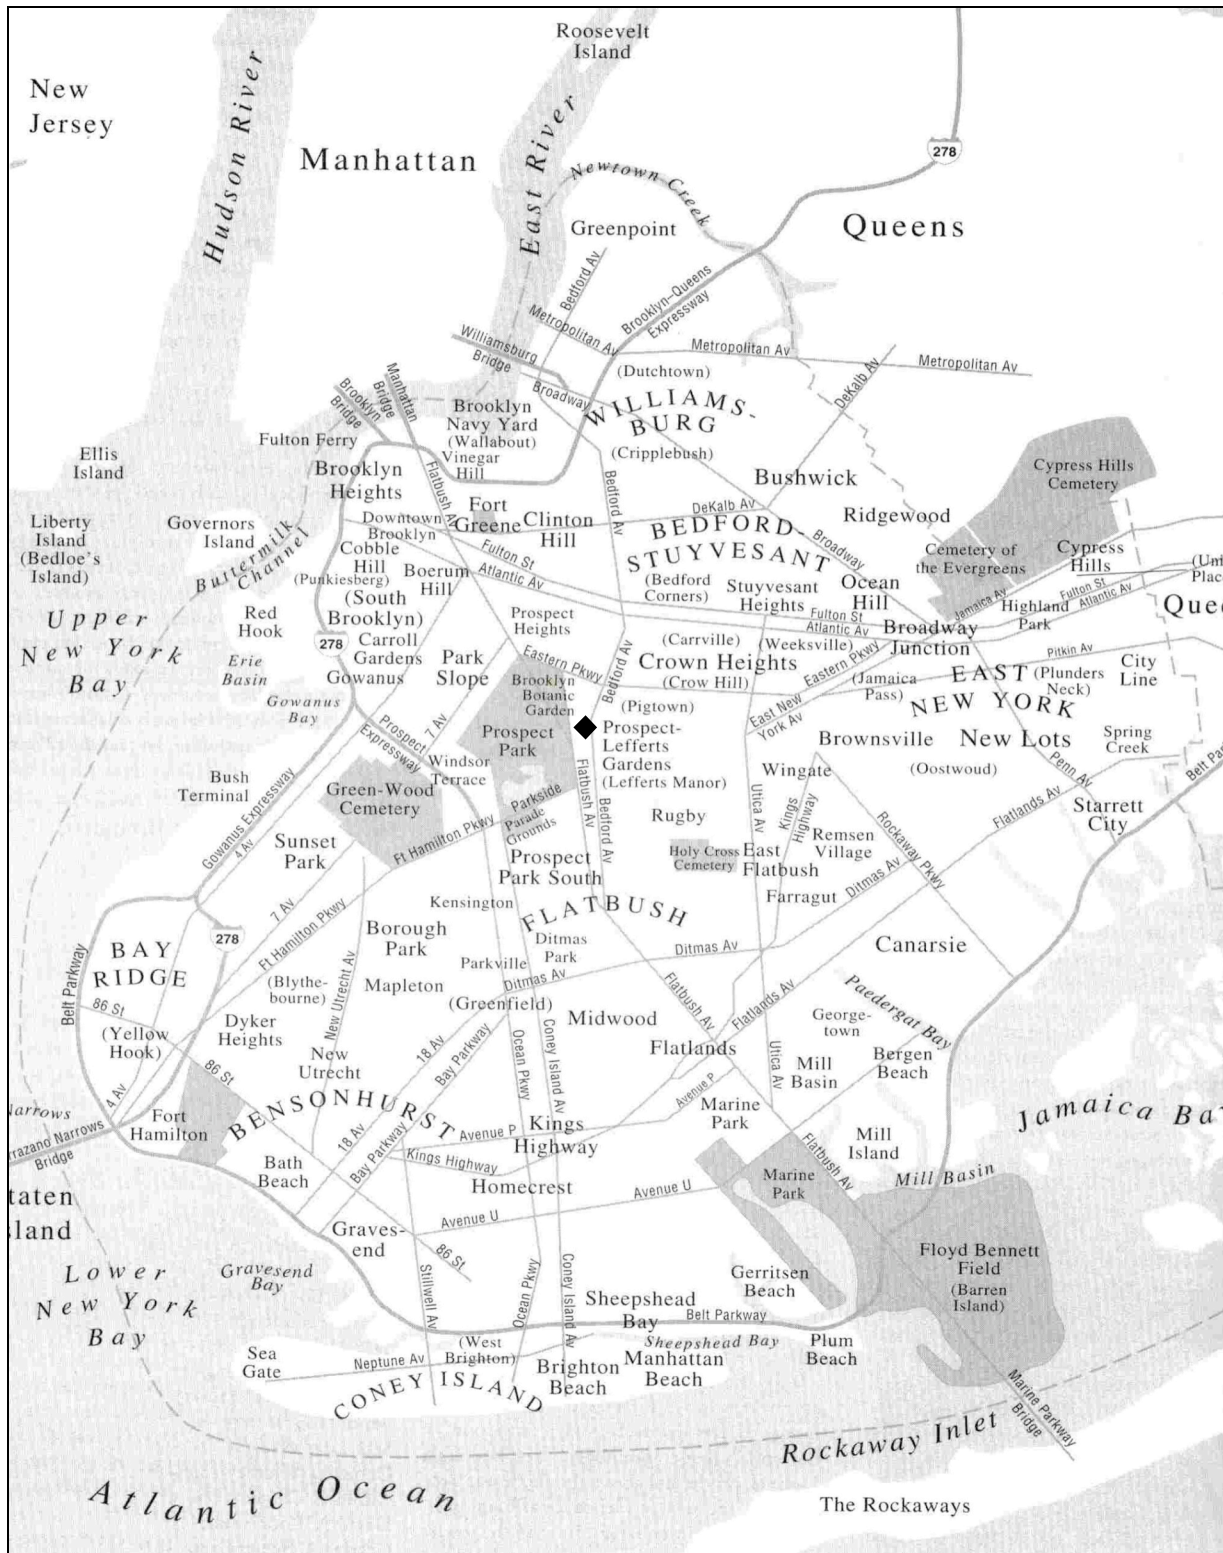 Roosevelt
Island
New
Jersey
Hudson River
Manhattan
East River
Newtown Creek
278
Queens
Greenpoint
Bedford Av
Brooklyn–Queens
Expressway
Metropolitan Av
Metropolitan Av
Metropolitan Av
Williamsburg
Bridge
Broadway
(Dutchtown)
DeKalb Av
WILLIAMS-
BURG
(Cripplebush)
Manhattan
Bridge
Brooklyn
Bridge
Brooklyn
Navy Yard
(Wallabout)
Vinegar
Hill
Fulton Ferry
Ellis
Island
Brooklyn
Heights
Flatbush Av
Bedford Av
Bushwick
Cypress Hills
Cemetery
Liberty
Island
(Bedloe's
Island)
Governors
Island
Buttermilk
Channel
Downtown
Brooklyn
Fort
Greene
Clinton
Hill
DeKalb Av
BEDFORD-
STUYVESANT
Broadway
Ridgewood
Cemetery of
the Evergreens
Cypress
Hills
Cobble
Hill
(Punkiesberg)
(South
Brooklyn)
Boerum
Hill
Fulton St
Atlantic Av
(Bedford
Corners)
Stuyvesant
Heights
Ocean
Hill
Fulton St
Atlantic Av
Jamaica Av
Highland
Park
Fulton St
Atlantic Av
(Uni
Place
Quee
Upper
New York
Bay
Red
Hook
Erie
Basin
Gowanus
Bay
278
Carroll
Gardens
Gowanus
Park
Slope
Prospect
Heights
Eastern Pkwy
Bedford Av
(Carrville)
(Weeksville)
Crown Heights
(Crow Hill)
Eastern Pkwy
Broadway
Junction
Pitkin Av
(Jamaica
Pass)
EAST
NEW YORK
(Plunders
Neck)
City
Line
Brooklyn
Botanic
Garden
(Pigtown)
East New
York Av
Prospect
Expressway
7 Av
Prospect
Park
Prospect-
Lefferts
Gardens
(Lefferts Manor)
Brownsville
New Lots
Spring
Creek
(Oostwoud)
Penn Av
Belt Pa
Bush
Terminal
Gowanus Expressway
4 Av
Windsor
Terrace
Green-Wood
Cemetery
Flatbush Av
Bedford Av
Wingate
Utica Av
Kings
Highway
Flatlands Av
Starrett
City
Sunset
Park
Ft Hamilton Pkwy
Parkside
Parade
Grounds
Rugby
Remsen
Village
Rockaway Pkwy
Prospect
Park South
Holy Cross
Cemetery
East
Flatbush
Ditmas Av
Farragut
7 Av
Ft Hamilton Pkwy
Kensington
FLATBUSH
278
Borough
Park
Ditmas
Park
Ditmas Av
Canarsie
BAY
RIDGE
Belt Parkway
86 St
(Blythe-
bourne)
New Utrecht Av
Mapleton
Parkville
(Greenfield)
Ditmas Av
Flatbush Av
Flatlands Av
Paedergat Bay
(Yellow
Hook)
Dyker
Heights
86 St
New
Utrecht
18 Av
Bay Parkway
Ocean Pkwy
Coney Island Av
Midwood
Flatlands
Utica Av
George-
town
Mill
Basin
Bergen
Beach
Narrows
rrazano Narrows
Bridge
4 Av
Fort
Hamilton
BENSONHURST
18 Av
Bay Parkway
Avenue P
Kings Highway
Kings
Highway
Avenue P
Marine
Park
Flatbush Av
Mill
Island
Jamaica Ba
Bath
Beach
Homecrest
Avenue U
Marine
Park
Mill Basin
taten
sland
Graves-
end
Avenue U
86 St
Lower
New York
Bay
Gravesend
Bay
Stillwell Av
Ocean Pkwy
Coney Island Av
Gerritsen
Beach
Floyd Bennett
Field
(Barren
Island)
Sheepshead
Bay
Belt Parkway
Sheepshead Bay
Plum
Beach
Sea
Gate
Neptune Av
(West
Brighton)
Brighton
Beach
Manhattan
Beach
CONEY ISLAND
Marine Parkway
Bridge
Rockaway Inlet
Atlantic Ocean
The Rockaways